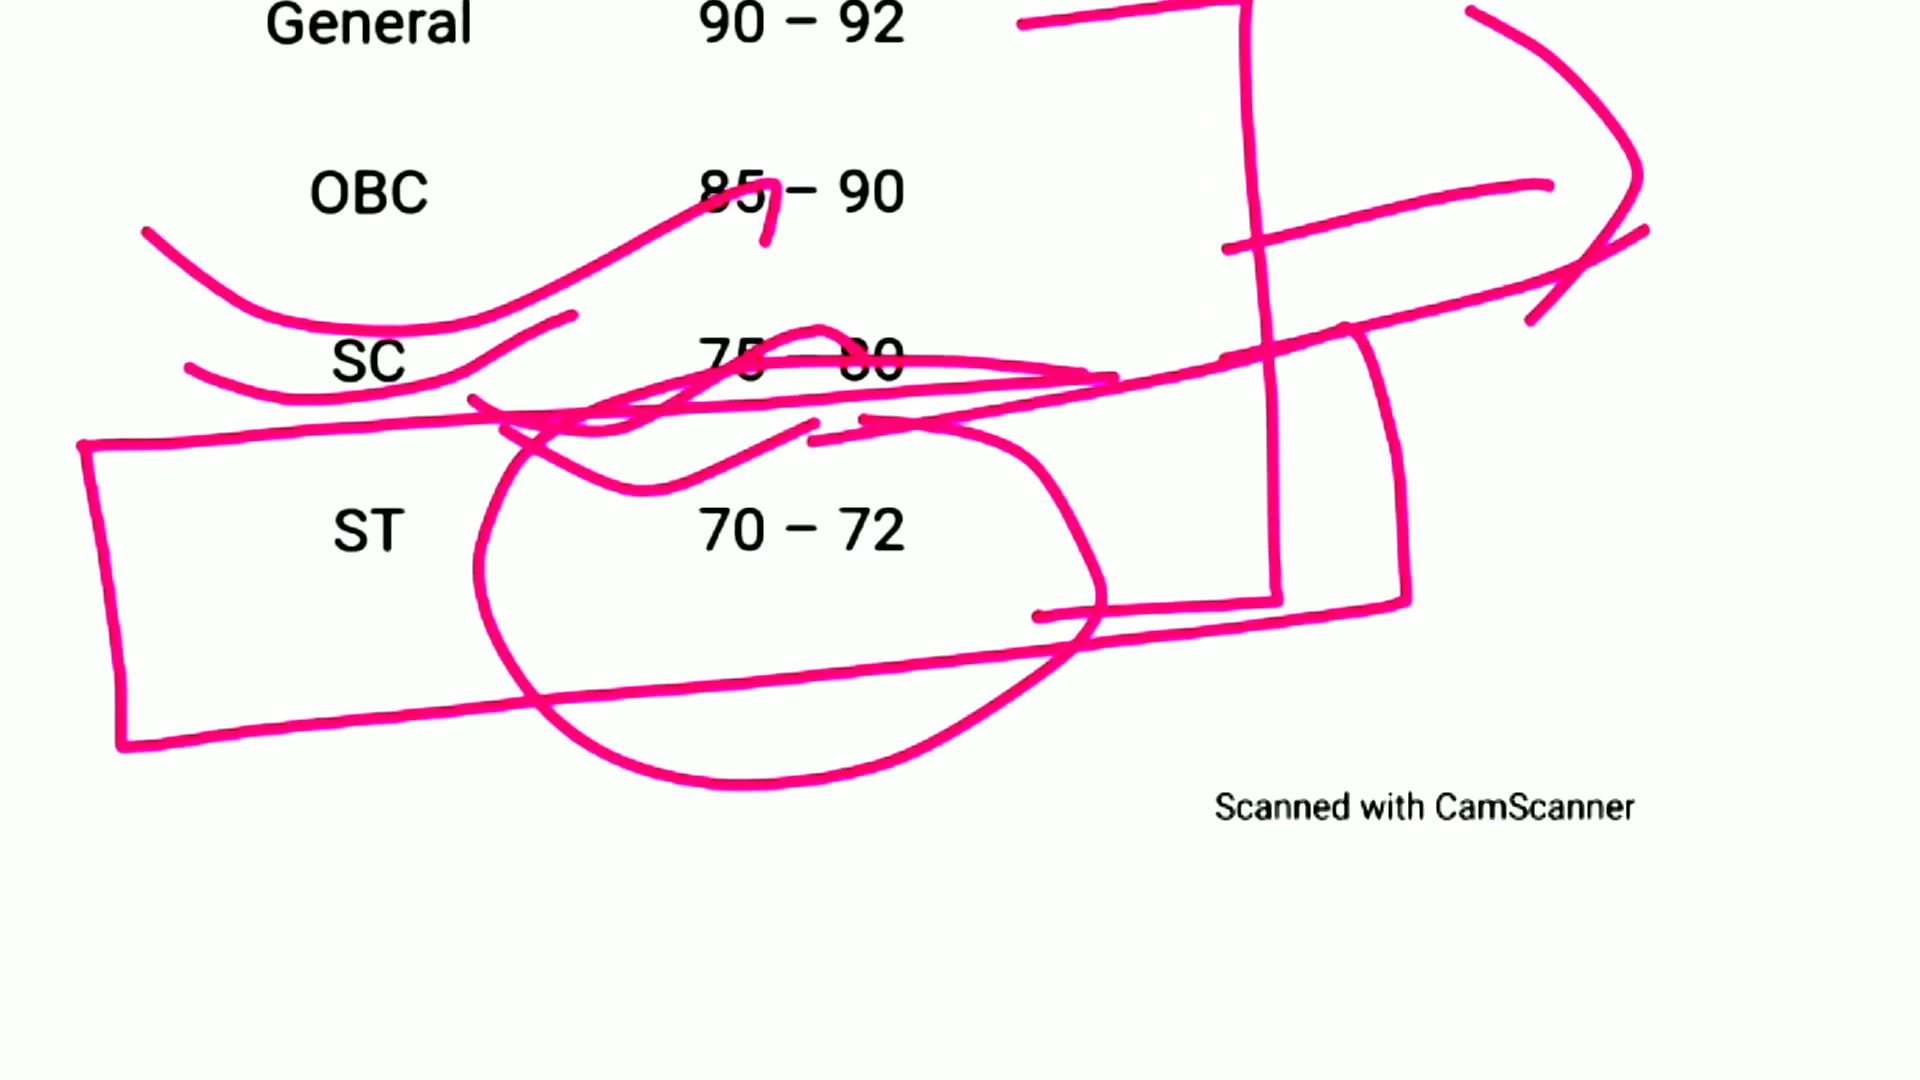 General 90 – 92
OBC 85 – 90
SC 75 – 80
ST 70 – 72
Scanned with CamScanner